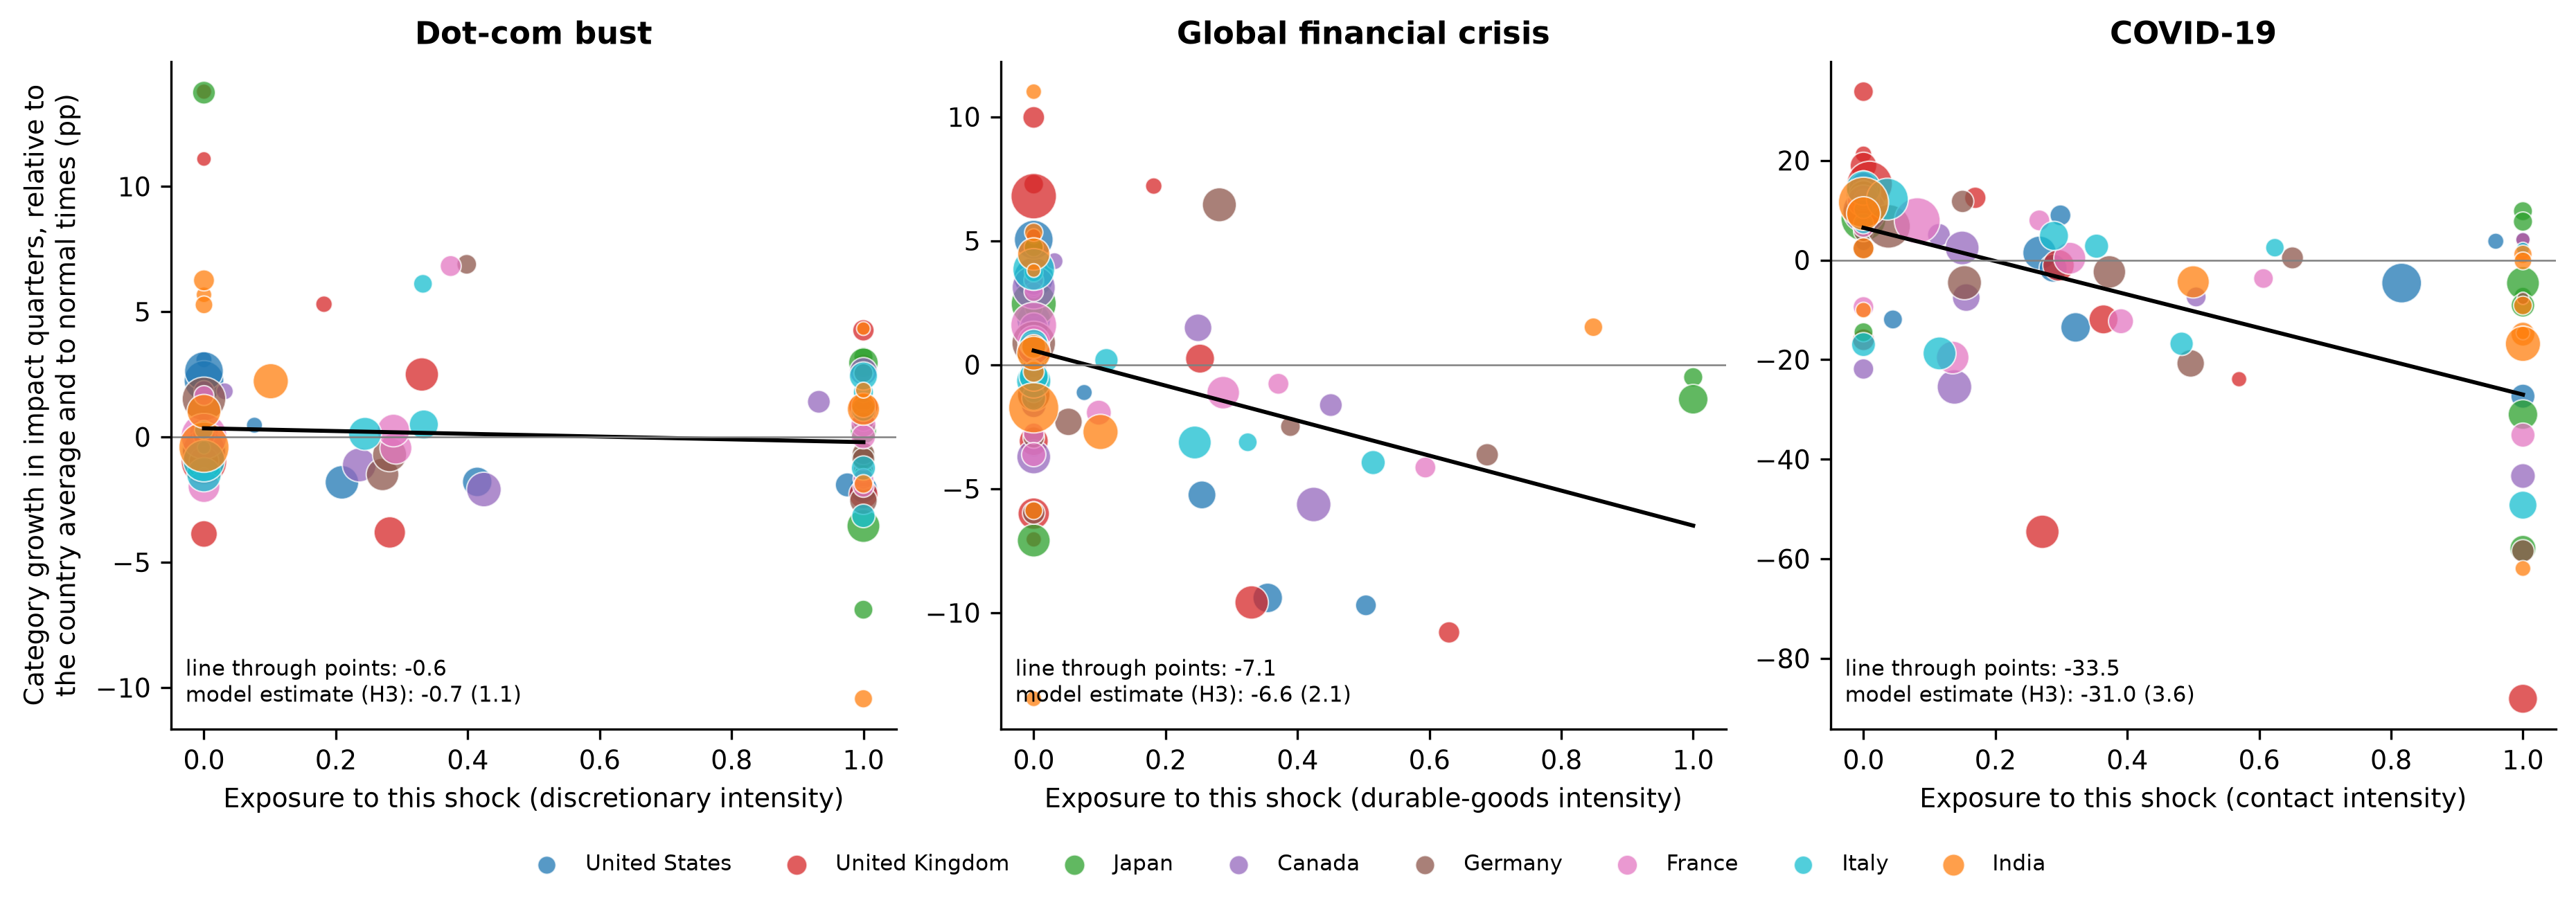 Dot-com bust
Global financial crisis
COVID-19
Category growth in impact quarters, relative to
the country average and to normal times (pp)
10
5
0
−5
−10
line through points: -0.6
model estimate (H3): -0.7 (1.1)
0.0 0.2 0.4 0.6 0.8 1.0
Exposure to this shock (discretionary intensity)
10
5
0
−5
−10
line through points: -7.1
model estimate (H3): -6.6 (2.1)
0.0 0.2 0.4 0.6 0.8 1.0
Exposure to this shock (durable-goods intensity)
20
0
−20
−40
−60
−80
line through points: -33.5
model estimate (H3): -31.0 (3.6)
0.0 0.2 0.4 0.6 0.8 1.0
Exposure to this shock (contact intensity)
United States United Kingdom Japan Canada Germany France Italy India